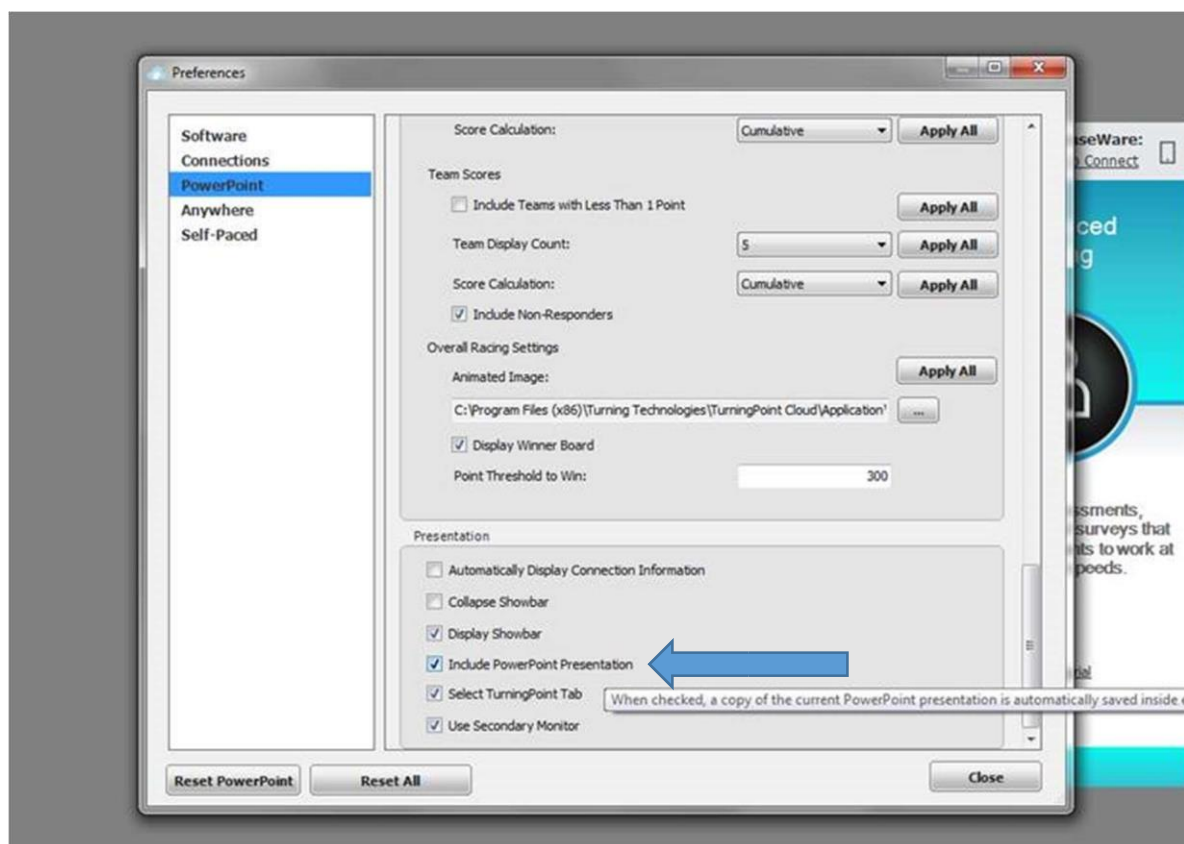 Preferences
Software
Connections
PowerPoint
Anywhere
Self-Paced
Score Calculation:
Cumulative
Apply All
Team Scores
Include Teams with Less Than 1 Point
Apply All
Team Display Count:
5
Apply All
Score Calculation:
Cumulative
Apply All
Include Non-Responders
Overall Racing Settings
Animated Image:
Apply All
C:\Program Files (x86)\Turning Technologies\TurningPoint Cloud\Application
...
Display Winner Board
Point Threshold to Win:
300
Presentation
Automatically Display Connection Information
Collapse Showbar
Display Showbar
Include PowerPoint Presentation
Select TurningPoint Tab
When checked, a copy of the current PowerPoint presentation is automatically saved inside
Use Secondary Monitor
Reset PowerPoint
Reset All
Close
seWare:
Connect
ced
g
ssments,
surveys that
ts to work at
peeds.